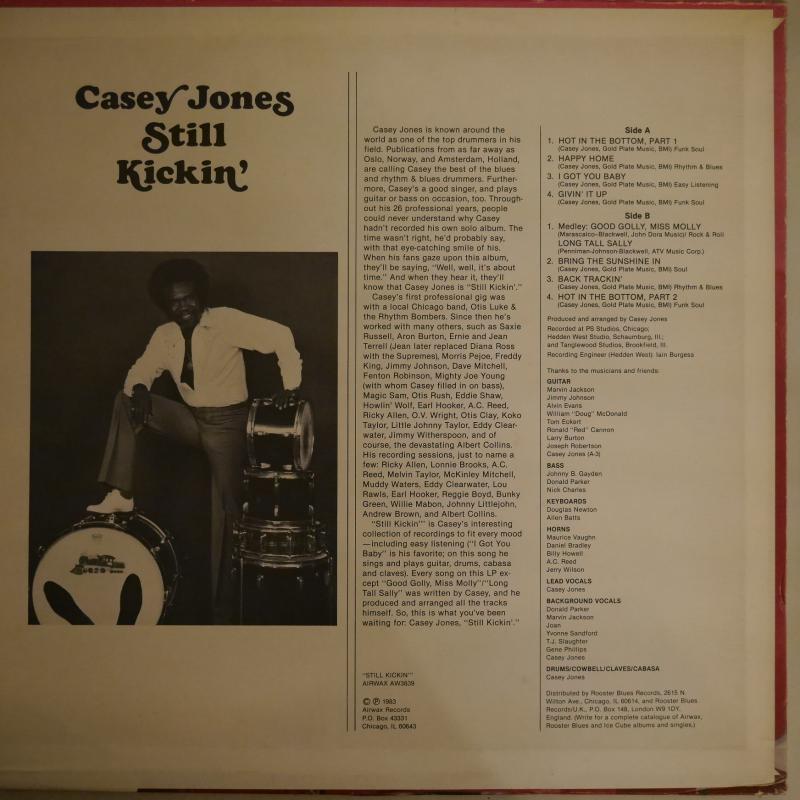 Casey Jones
Still
Kickin'
Casey Jones is known around the
world as one of the top drummers in his
field. Publications from as far away as
Oslo, Norway, and Amsterdam, Holland,
are calling Casey the best of the blues
and rhythm & blues drummers. Further-
more, Casey's a good singer, and plays
guitar or bass on occasion, too. Through-
out his 26 professional years, people
could never understand why Casey
hadn't recorded his own solo album. The
time wasn't right, he'd probably say,
with that eye-catching smile of his.
When his fans gaze upon this album,
they'll be saying, "Well, well, it's about
time." And when they hear it, they'll
know that Casey Jones is "Still Kickin'."
Casey's first professional gig was
with a local Chicago band, Otis Luke &
the Rhythm Bombers. Since then he's
worked with many others, such as Saxie
Russell, Aron Burton, Ernie and Jean
Terrell (Jean later replaced Diana Ross
with the Supremes), Morris Pejoe, Freddy
King, Jimmy Johnson, Dave Mitchell,
Fenton Robinson, Mighty Joe Young
(with whom Casey filled in on bass),
Magic Sam, Otis Rush, Eddie Shaw,
Howlin' Wolf, Earl Hooker, A.C. Reed,
Ricky Allen, O.V. Wright, Otis Clay, Koko
Taylor, Little Johnny Taylor, Eddy Clear-
water, Jimmy Witherspoon, and of
course, the devastating Albert Collins.
His recording sessions, just to name a
few: Ricky Allen, Lonnie Brooks, A.C.
Reed, Melvin Taylor, McKinley Mitchell,
Muddy Waters, Eddy Clearwater, Lou
Rawls, Earl Hooker, Reggie Boyd, Bunky
Green, Willie Mabon, Johnny Littlejohn,
Andrew Brown, and Albert Collins.
"Still Kickin'" is Casey's interesting
collection of recordings to fit every mood
—including easy listening ("I Got You
Baby" is his favorite; on this song he
sings and plays guitar, drums, cabasa
and claves). Every song on this LP ex-
cept "Good Golly, Miss Molly"/"Long
Tall Sally" was written by Casey, and he
produced and arranged all the tracks
himself. So, this is what you've been
waiting for: Casey Jones, "Still Kickin'."
"STILL KICKIN'"
AIRWAX AW3839
© ℗ 1983
Airwax Records
P.O. Box 43331
Chicago, IL 60643
Side A
1. HOT IN THE BOTTOM, PART 1
(Casey Jones, Gold Plate Music, BMI) Funk Soul
2. HAPPY HOME
(Casey Jones, Gold Plate Music, BMI) Rhythm & Blues
3. I GOT YOU BABY
(Casey Jones, Gold Plate Music, BMI) Easy Listening
4. GIVIN' IT UP
(Casey Jones, Gold Plate Music, BMI) Funk Soul
Side B
1. Medley: GOOD GOLLY, MISS MOLLY
(Marascalco-Blackwell, John Dora Music)/ Rock & Roll
LONG TALL SALLY
(Penniman-Johnson-Blackwell, ATV Music Corp.)
2. BRING THE SUNSHINE IN
(Casey Jones, Gold Plate Music, BMI) Soul
3. BACK TRACKIN'
(Casey Jones, Gold Plate Music, BMI) Rhythm & Blues
4. HOT IN THE BOTTOM, PART 2
(Casey Jones, Gold Plate Music, BMI) Funk Soul
Produced and arranged by Casey Jones
Recorded at PS Studios, Chicago;
Hedden West Studio, Schaumburg, Ill.;
and Tanglewood Studios, Brookfield, Ill.
Recording Engineer (Hedden West): Iain Burgess
Thanks to the musicians and friends:
GUITAR
Marvin Jackson
Jimmy Johnson
Alvin Evans
William "Doug" McDonald
Tom Eckert
Ronald "Red" Cannon
Larry Burton
Joseph Robertson
Casey Jones (A-3)
BASS
Johnny B. Gayden
Donald Parker
Nick Charles
KEYBOARDS
Douglas Newton
Allen Batts
HORNS
Maurice Vaughn
Daniel Bradley
Billy Howell
A.C. Reed
Jerry Wilson
LEAD VOCALS
Casey Jones
BACKGROUND VOCALS
Donald Parker
Marvin Jackson
Joan
Yvonne Sandford
T.J. Slaughter
Gene Phillips
Casey Jones
DRUMS/COWBELL/CLAVES/CABASA
Casey Jones
Distributed by Rooster Blues Records, 2615 N.
Wilton Ave., Chicago, IL 60614, and Rooster Blues
Records/U.K., P.O. Box 148, London W9 1DY,
England. (Write for a complete catalogue of Airwax,
Rooster Blues and Ice Cube albums and singles.)